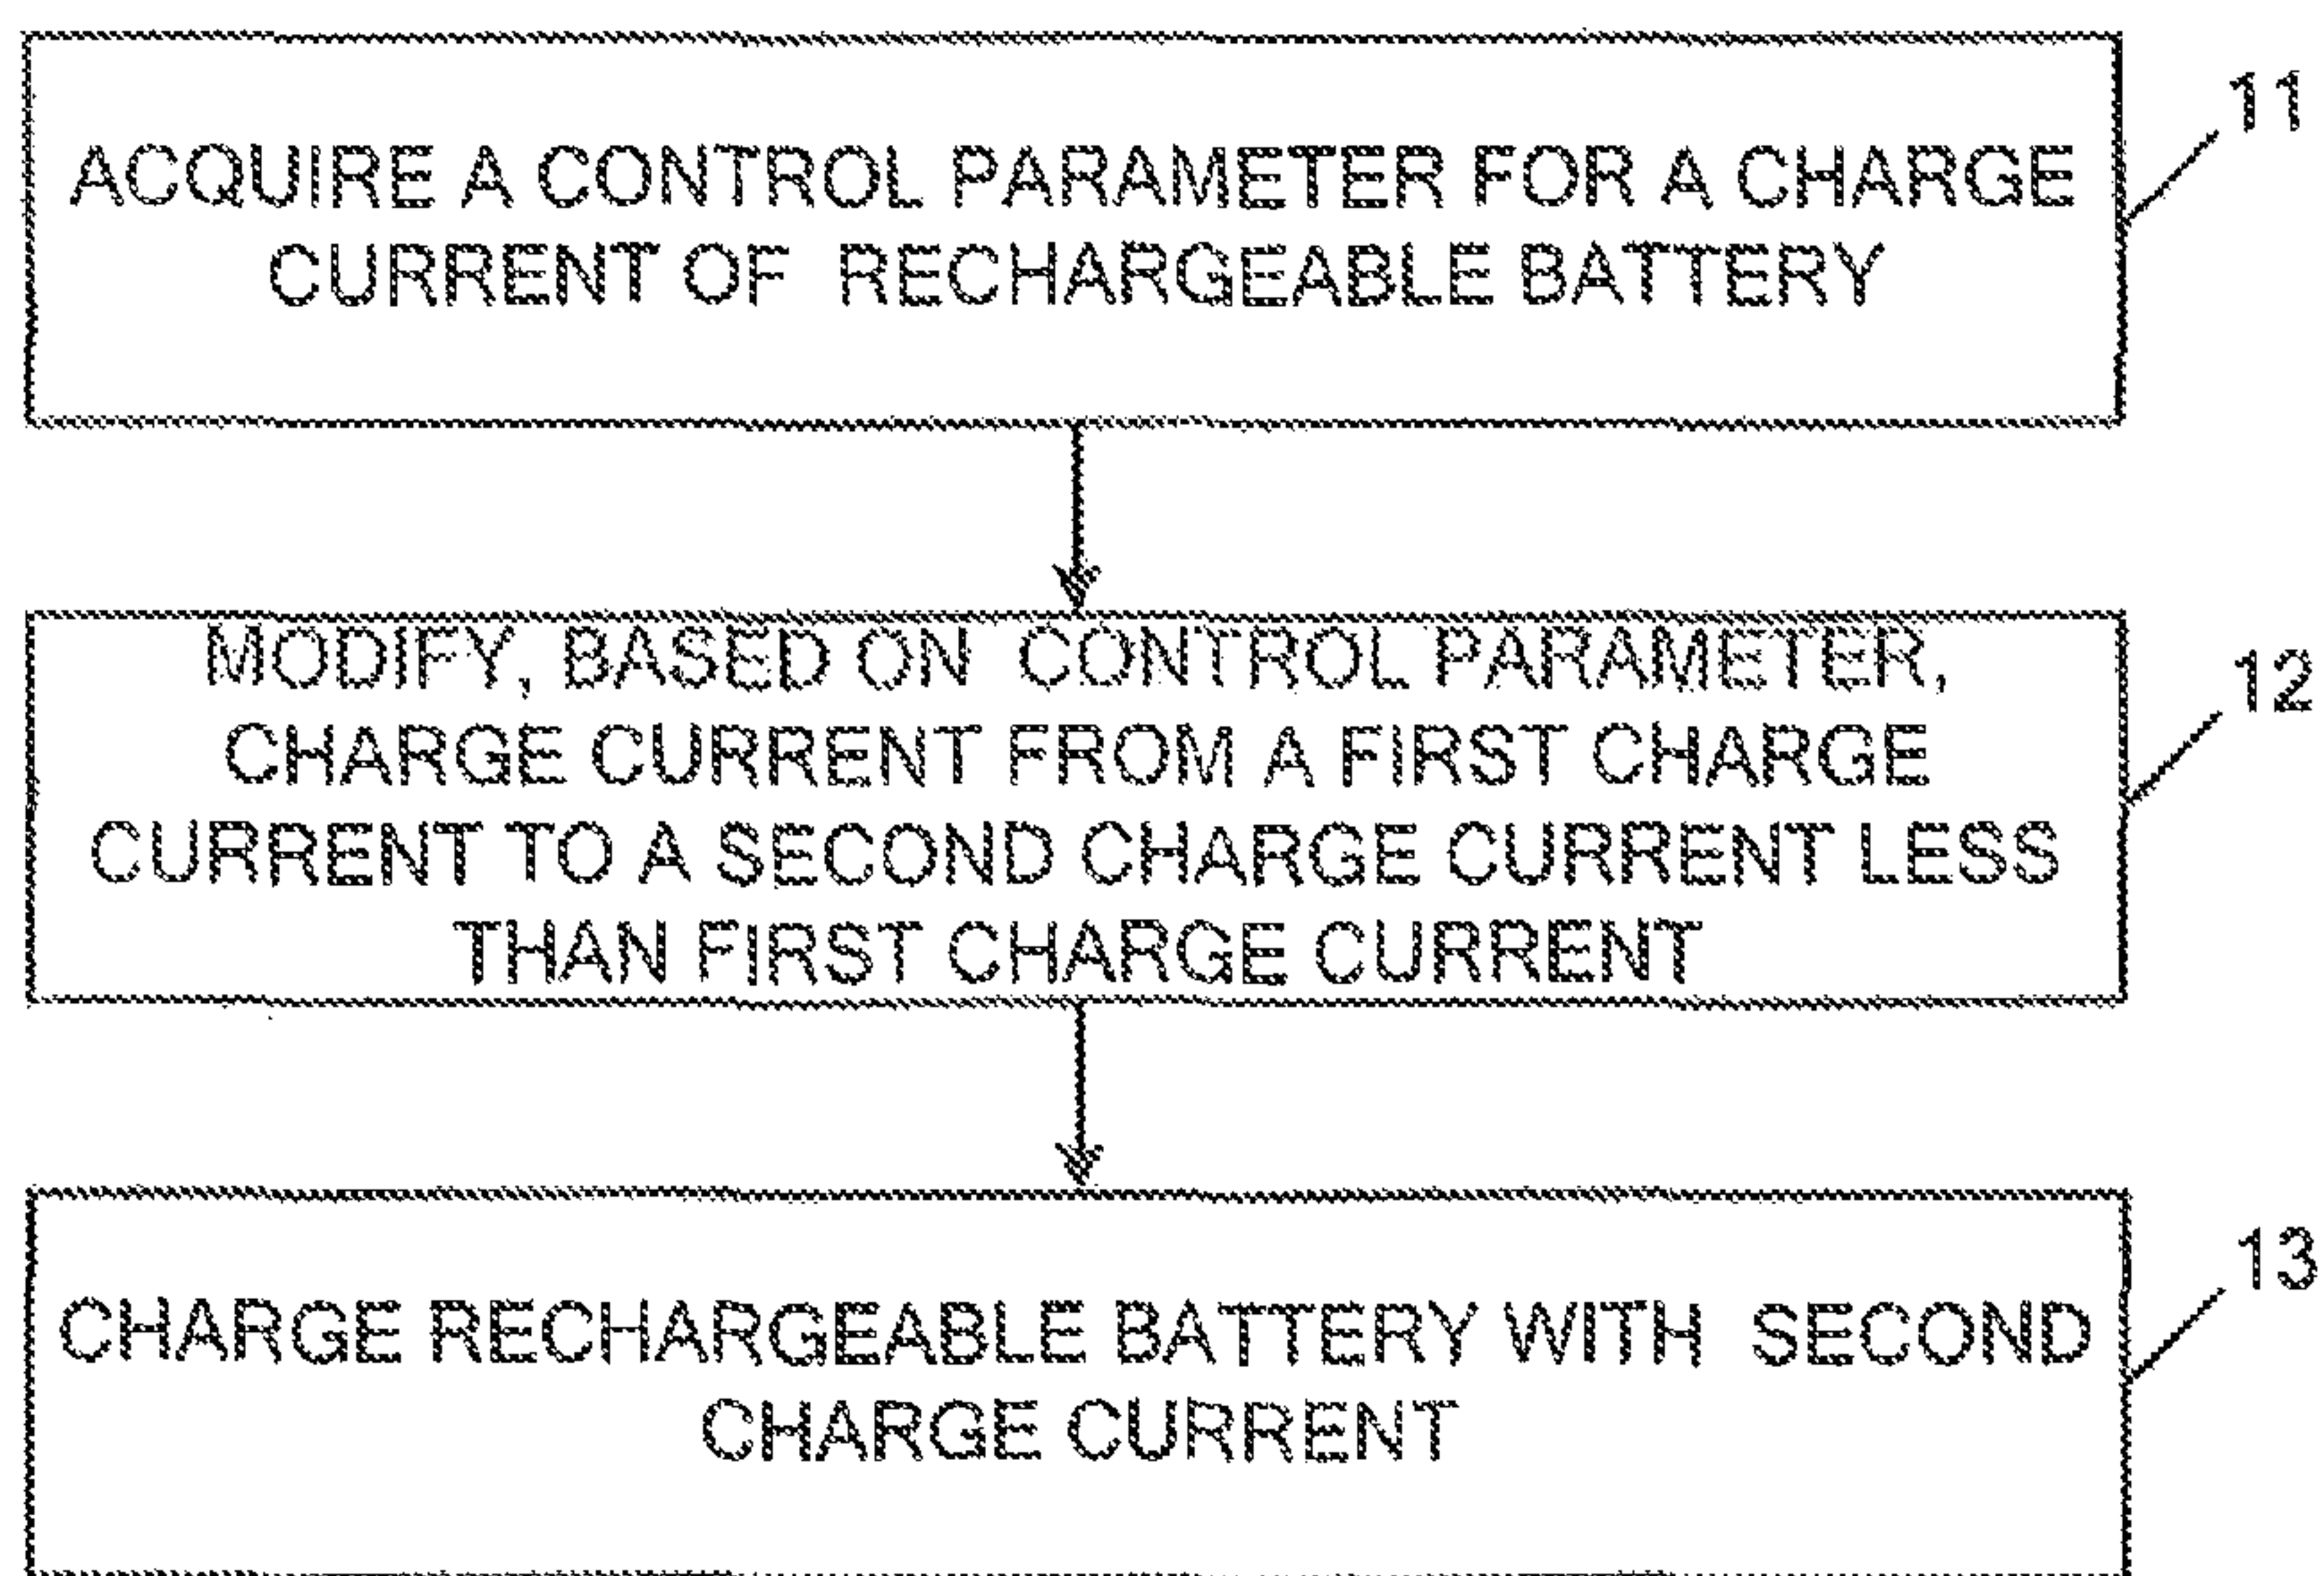 ACQUIRE A CONTROL PARAMETER FOR A CHARGE
CURRENT OF RECHARGEABLE BATTERY
11
MODIFY, BASED ON CONTROL PARAMETER,
CHARGE CURRENT FROM A FIRST CHARGE
CURRENT TO A SECOND CHARGE CURRENT LESS
THAN FIRST CHARGE CURRENT
12
CHARGE RECHARGEABLE BATTERY WITH SECOND
CHARGE CURRENT
13